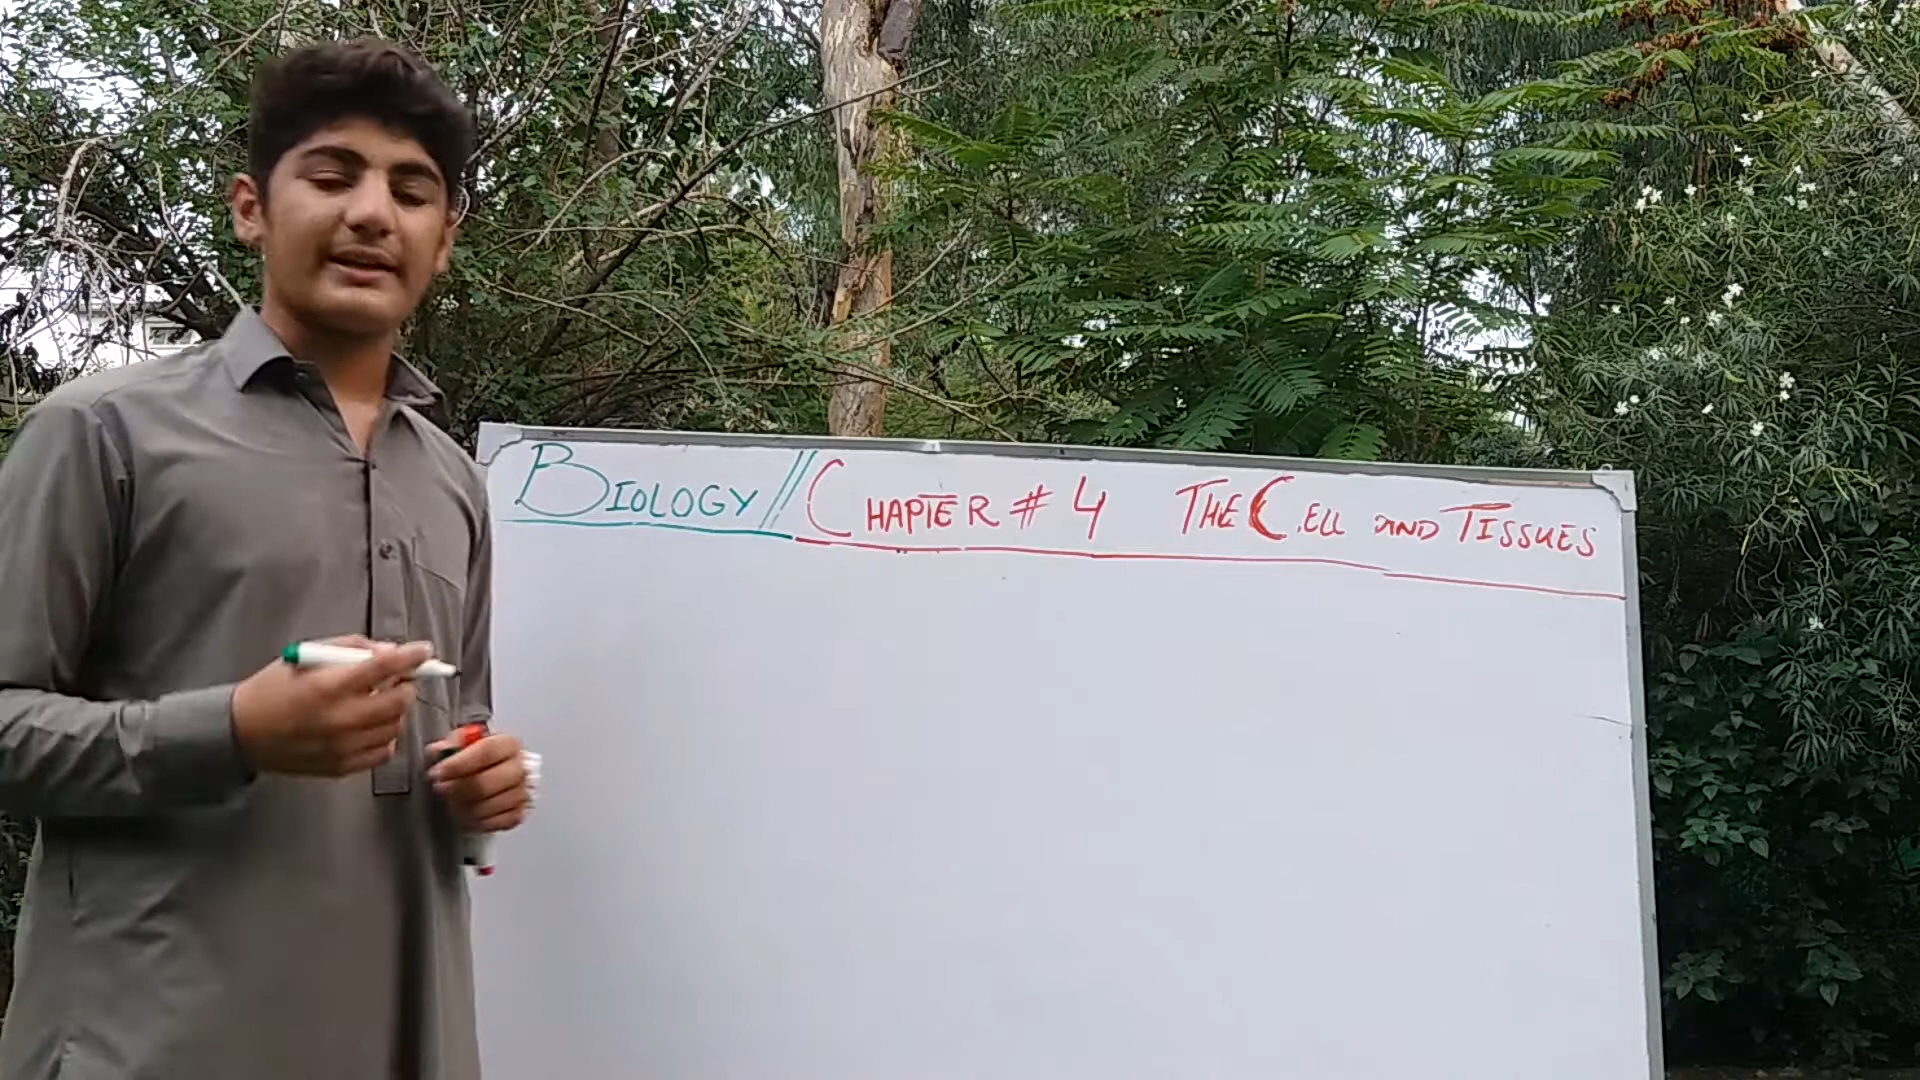 BIOLOGY // CHAPTER # 4 THE CELL AND TISSUES